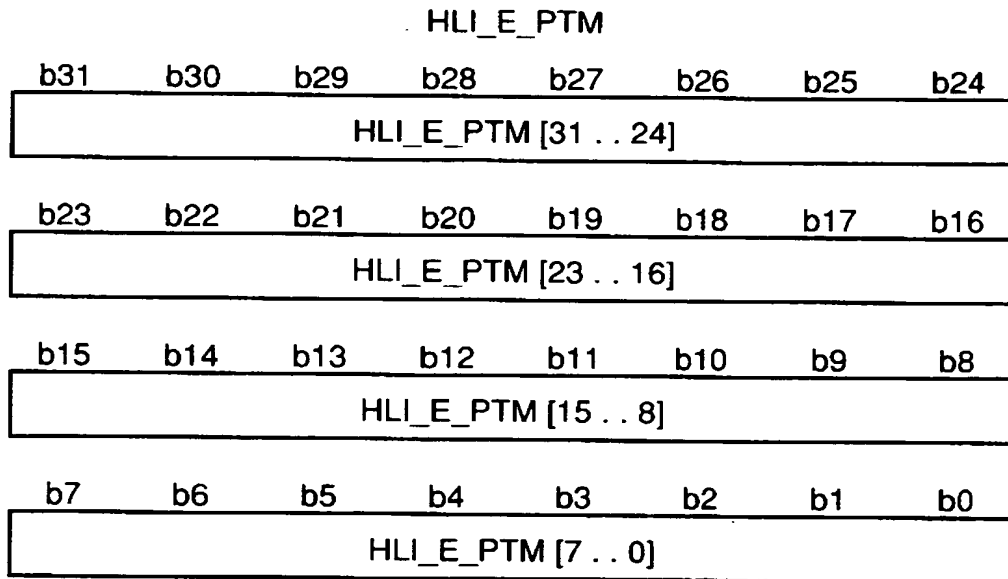 HLI_E_PTM
b31 b30 b29 b28 b27 b26 b25 b24
HLI_E_PTM [31 . . 24]
b23 b22 b21 b20 b19 b18 b17 b16
HLI_E_PTM [23 . . 16]
b15 b14 b13 b12 b11 b10 b9 b8
HLI_E_PTM [15 . . 8]
b7 b6 b5 b4 b3 b2 b1 b0
HLI_E_PTM [7 . . 0]